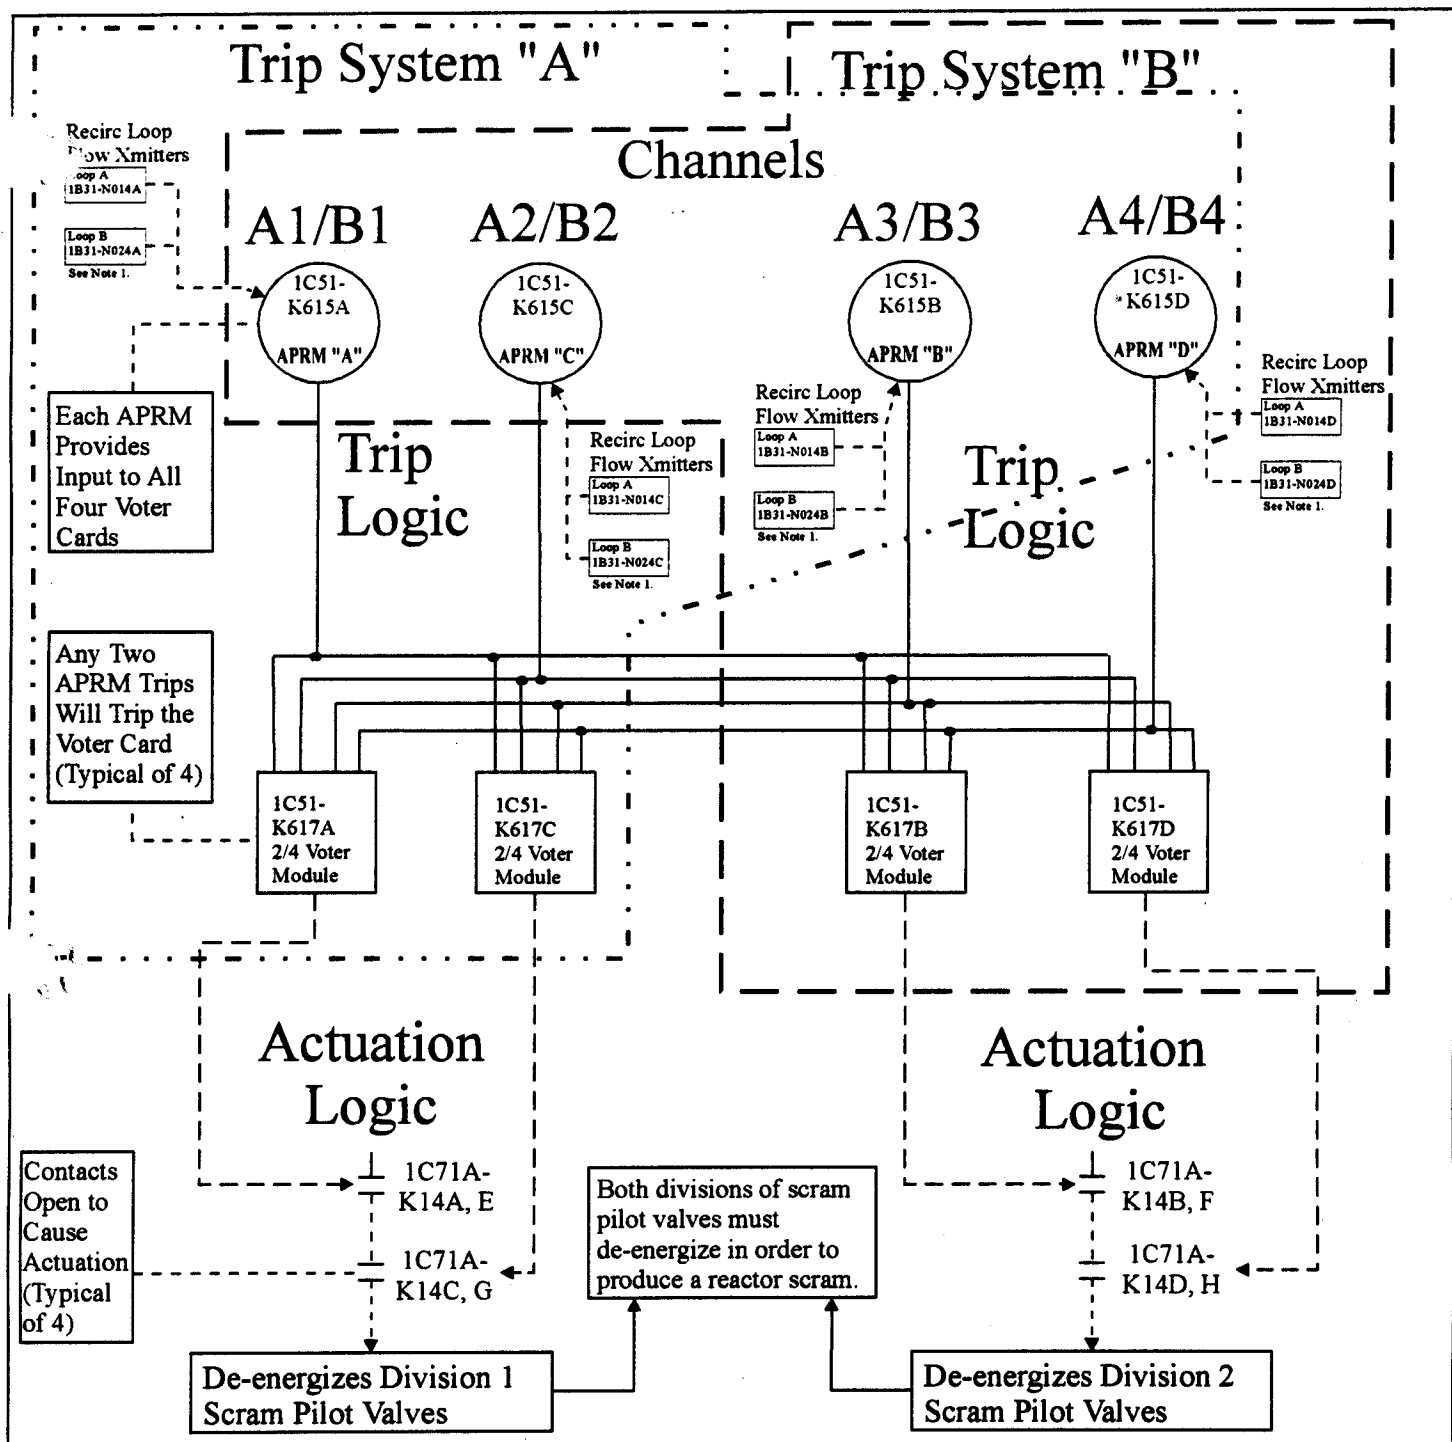 Trip System "A"
Trip System "B"
Recirc Loop
Flow Xmitters
Loop A
1B31-N014A
Loop B
1B31-N024A
See Note 1.
Channels
A1/B1
A2/B2
A3/B3
A4/B4
1C51-
K615A
APRM "A"
1C51-
K615C
APRM "C"
1C51-
K615B
APRM "B"
1C51-
K615D
APRM "D"
Each APRM
Provides
Input to All
Four Voter
Cards
Trip
Logic
Recirc Loop
Flow Xmitters
Loop A
1B31-N014C
Loop B
1B31-N024C
See Note 1.
Recirc Loop
Flow Xmitters
Loop A
1B31-N014B
Loop B
1B31-N024B
See Note 1.
Trip
Logic
Recirc Loop
Flow Xmitters
Loop A
1B31-N014D
Loop B
1B31-N024D
See Note 1.
Any Two
APRM Trips
Will Trip the
Voter Card
(Typical of 4)
1C51-
K617A
2/4 Voter
Module
1C51-
K617C
2/4 Voter
Module
1C51-
K617B
2/4 Voter
Module
1C51-
K617D
2/4 Voter
Module
Actuation
Logic
Actuation
Logic
Contacts
Open to
Cause
Actuation
(Typical
of 4)
1C71A-
K14A, E
1C71A-
K14C, G
Both divisions of scram
pilot valves must
de-energize in order to
produce a reactor scram.
1C71A-
K14B, F
1C71A-
K14D, H
De-energizes Division 1
Scram Pilot Valves
De-energizes Division 2
Scram Pilot Valves